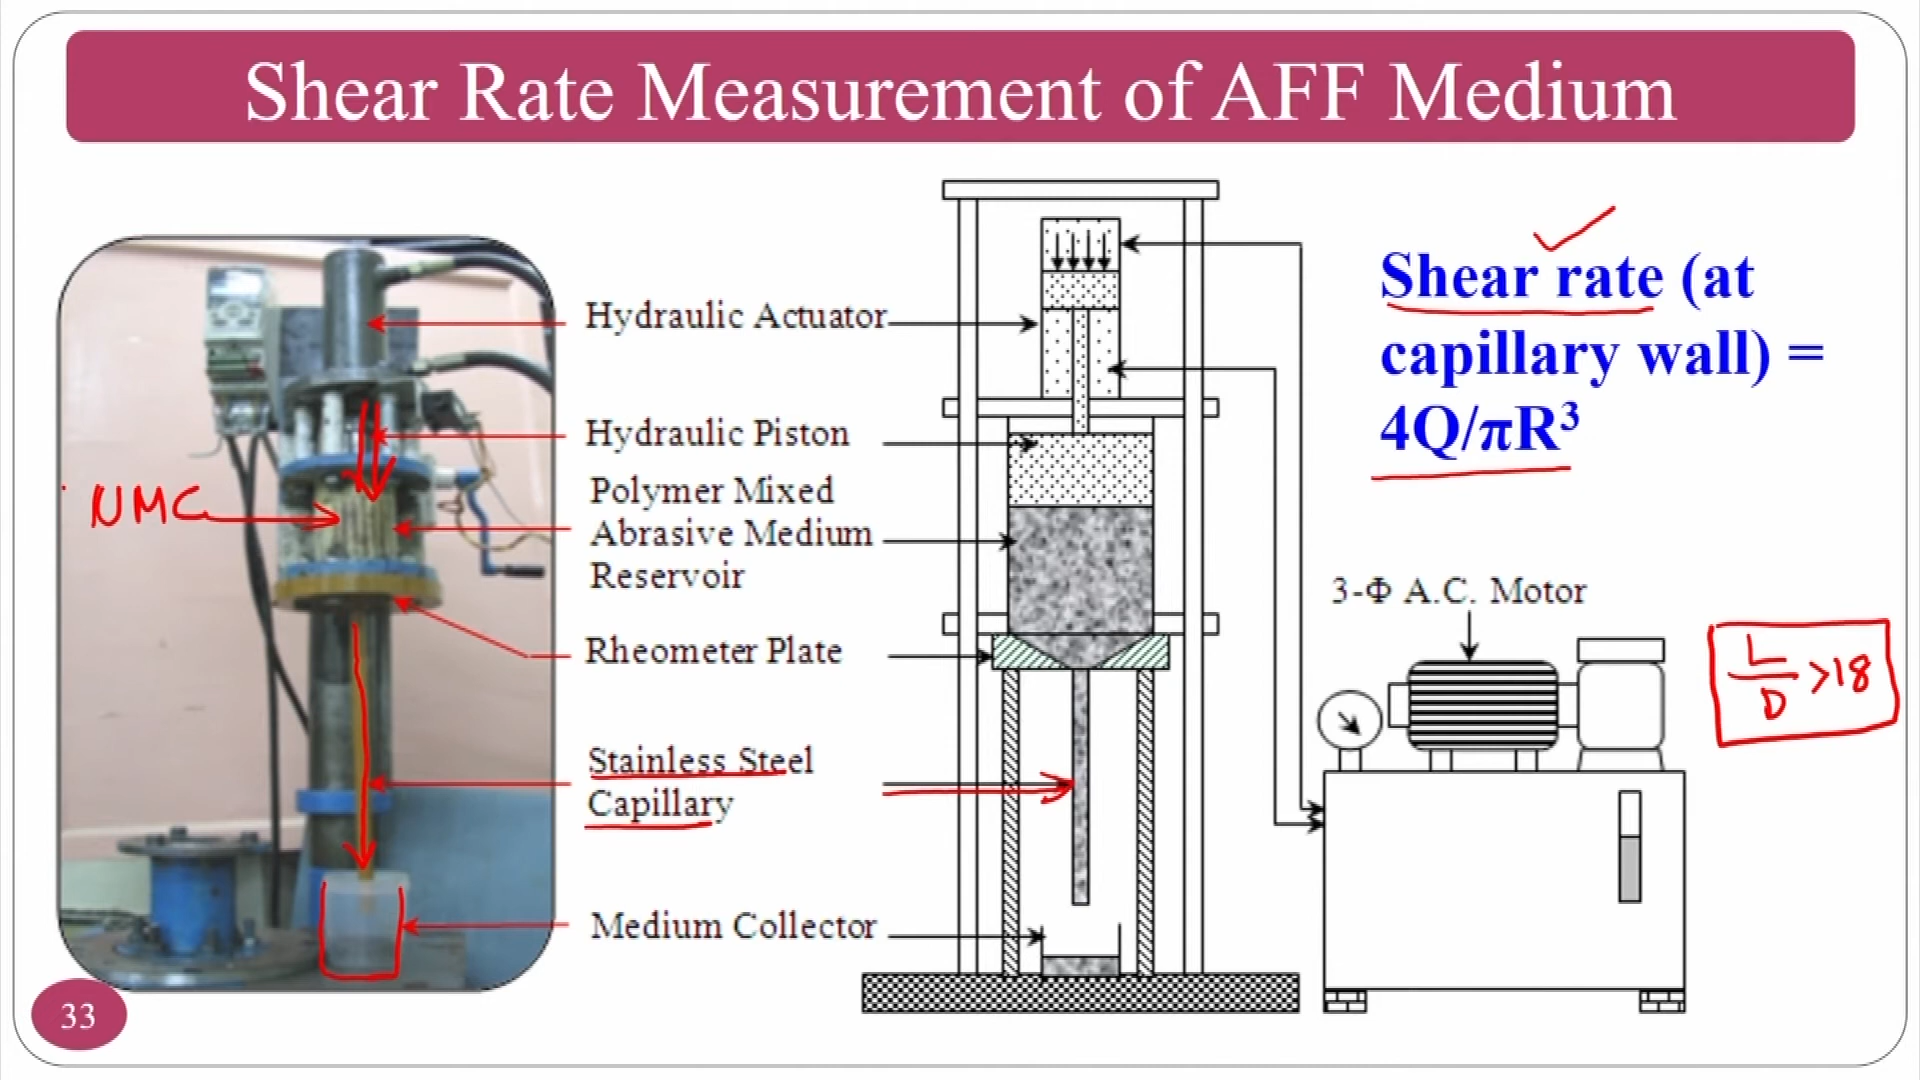 Shear Rate Measurement of AFF Medium
Hydraulic Actuator
Hydraulic Piston
Polymer Mixed
Abrasive Medium
Reservoir
Rheometer Plate
Stainless Steel
Capillary
Medium Collector
NMC
Shear rate (at
capillary wall) =
4Q/πR³
3-Φ A.C. Motor
L/D >18
33